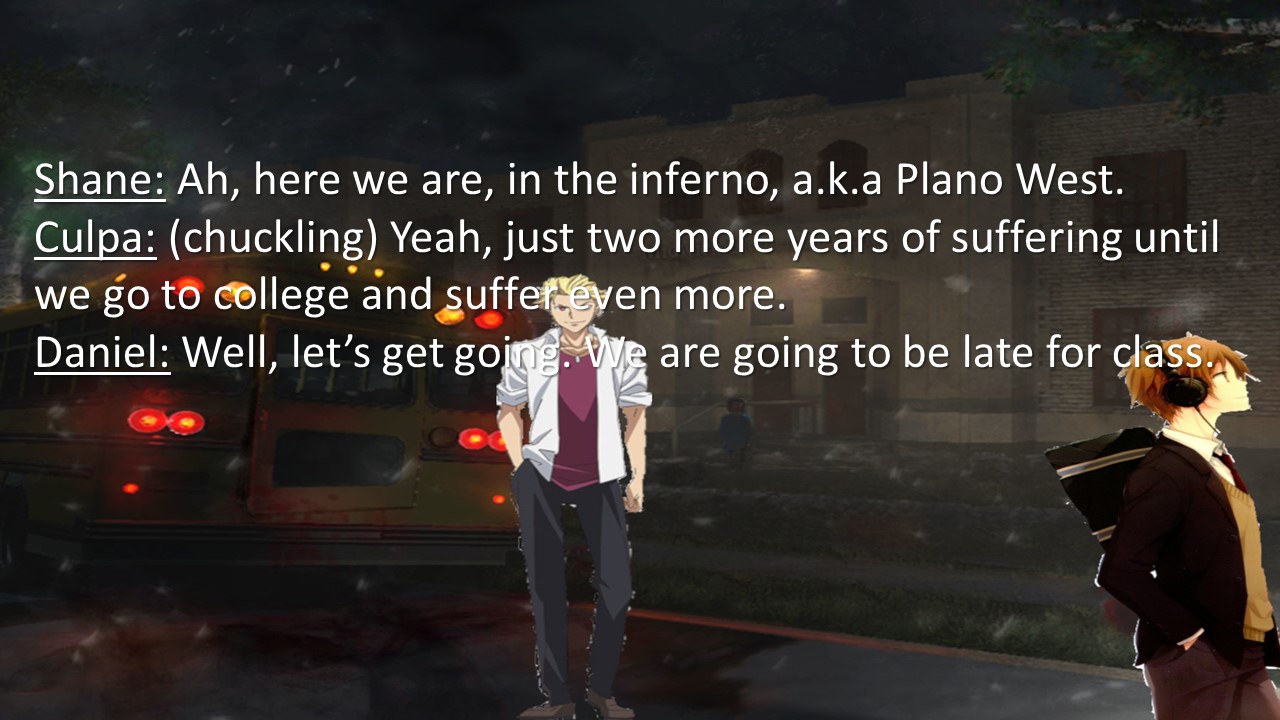 Shane: Ah, here we are, in the inferno, a.k.a Plano West.
Culpa: (chuckling) Yeah, just two more years of suffering until
we go to college and suffer even more.
Daniel: Well, let’s get going. We are going to be late for class.